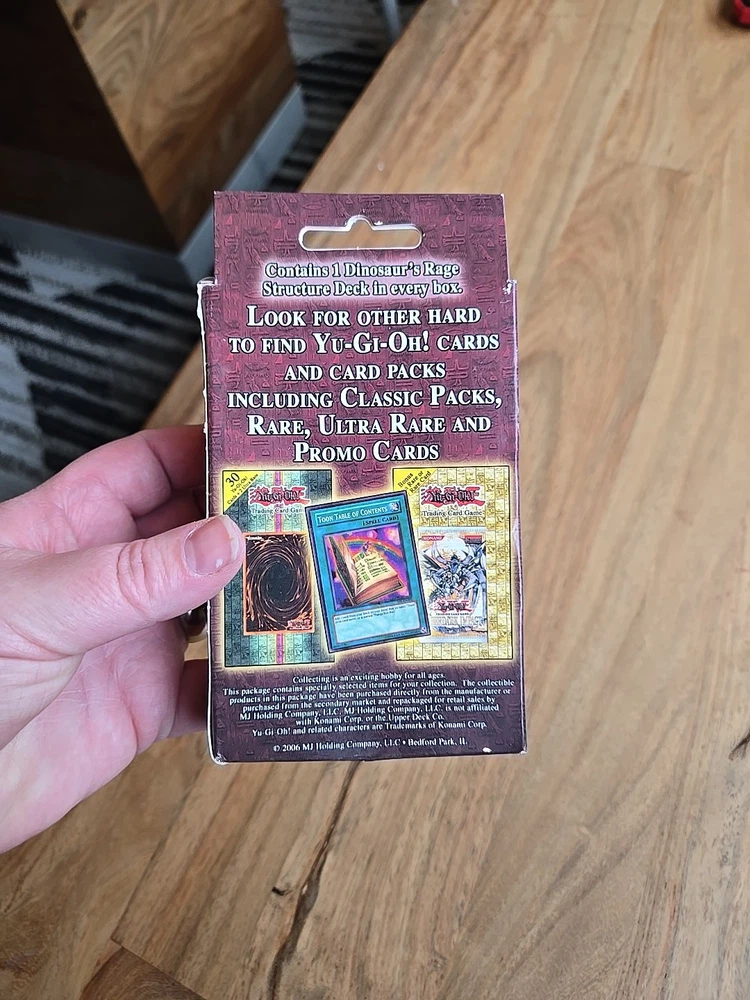 Contains 1 Dinosaur's Rage
Structure Deck in every box.
LOOK FOR OTHER HARD
TO FIND YU-GI-OH! CARDS
AND CARD PACKS
INCLUDING CLASSIC PACKS,
RARE, ULTRA RARE AND
PROMO CARDS
30
Yu-Gi-Oh!
Trading Card Gam
TOON TABLE OF CONTENTS
[SPELL CARD]
Bonus
Yu-Gi-Oh!
Trading Card Game
KONAMI
Collecting is an exciting hobby for all ages.
This package contains specially selected items for your collection. The collectible
products in this package have been purchased directly from the manufacturer or
purchased from the secondary market and repackaged for retail sales by
MJ Holding Company, LLC. MJ Holding Company, LLC. is not affiliated
with Konami Corp. or the Upper Deck Co.
Yu-Gi-Oh! and related characters are Trademarks of Konami Corp.
© 2006 MJ Holding Company, LLC • Bedford Park, IL